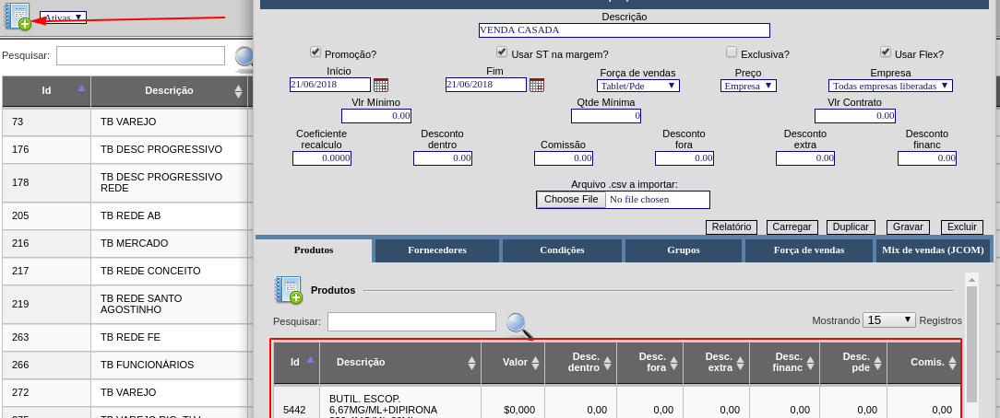 Ativas
Pesquisar:
Id Descrição
73 TB VAREJO
176 TB DESC PROGRESSIVO
178 TB DESC PROGRESSIVO
REDE
205 TB REDE AB
216 TB MERCADO
217 TB REDE CONCEITO
219 TB REDE SANTO
AGOSTINHO
263 TB REDE FE
266 TB FUNCIONÁRIOS
272 TB VAREJO
Descrição
VENDA CASADA
Promoção? Usar ST na margem? Exclusiva? Usar Flex?
Início Fim Força de vendas Preço Empresa
21/06/2018 21/06/2018 Tablet/Pde Empresa Todas empresas liberadas
Vlr Mínimo Qtde Mínima Vlr Contrato
0.00 0 0.00
Coeficiente Desconto Desconto Desconto Desconto
recalculo dentro Comissão fora extra financ
0.0000 0.00 0.00 0.00 0.00 0.00
Arquivo .csv a importar:
Choose File No file chosen
Relatório Carregar Duplicar Gravar Excluir
Produtos Fornecedores Condições Grupos Força de vendas Mix de vendas (JCOM)
Produtos
Pesquisar: Mostrando 15 Registros
Id Descrição Valor Desc. Desc. Desc. Desc. Desc. Comis.
dentro fora extra financ pde
BUTIL. ESCOP.
5442 6,67MG/ML+DIPIRONA $0,000 0,00 0,00 0,00 0,00 0,00 0,00